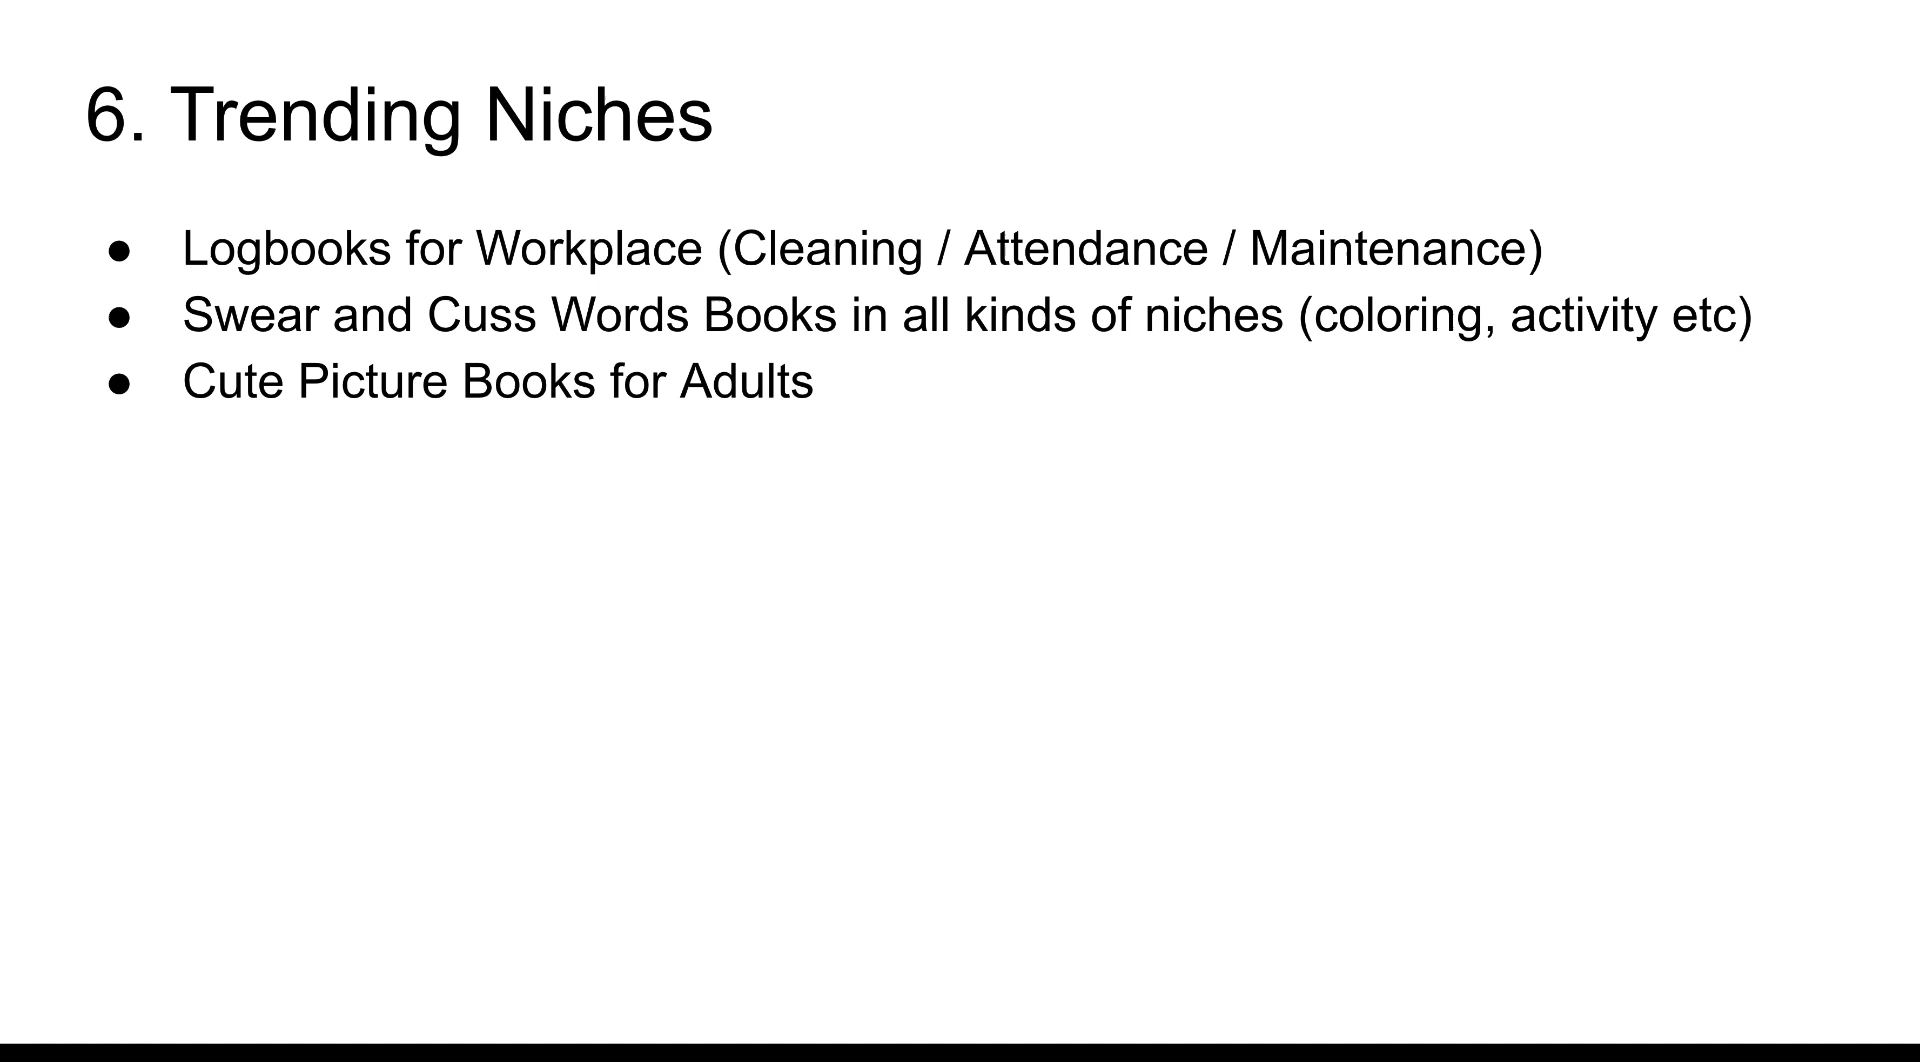 6. Trending Niches
● Logbooks for Workplace (Cleaning / Attendance / Maintenance)
● Swear and Cuss Words Books in all kinds of niches (coloring, activity etc)
● Cute Picture Books for Adults